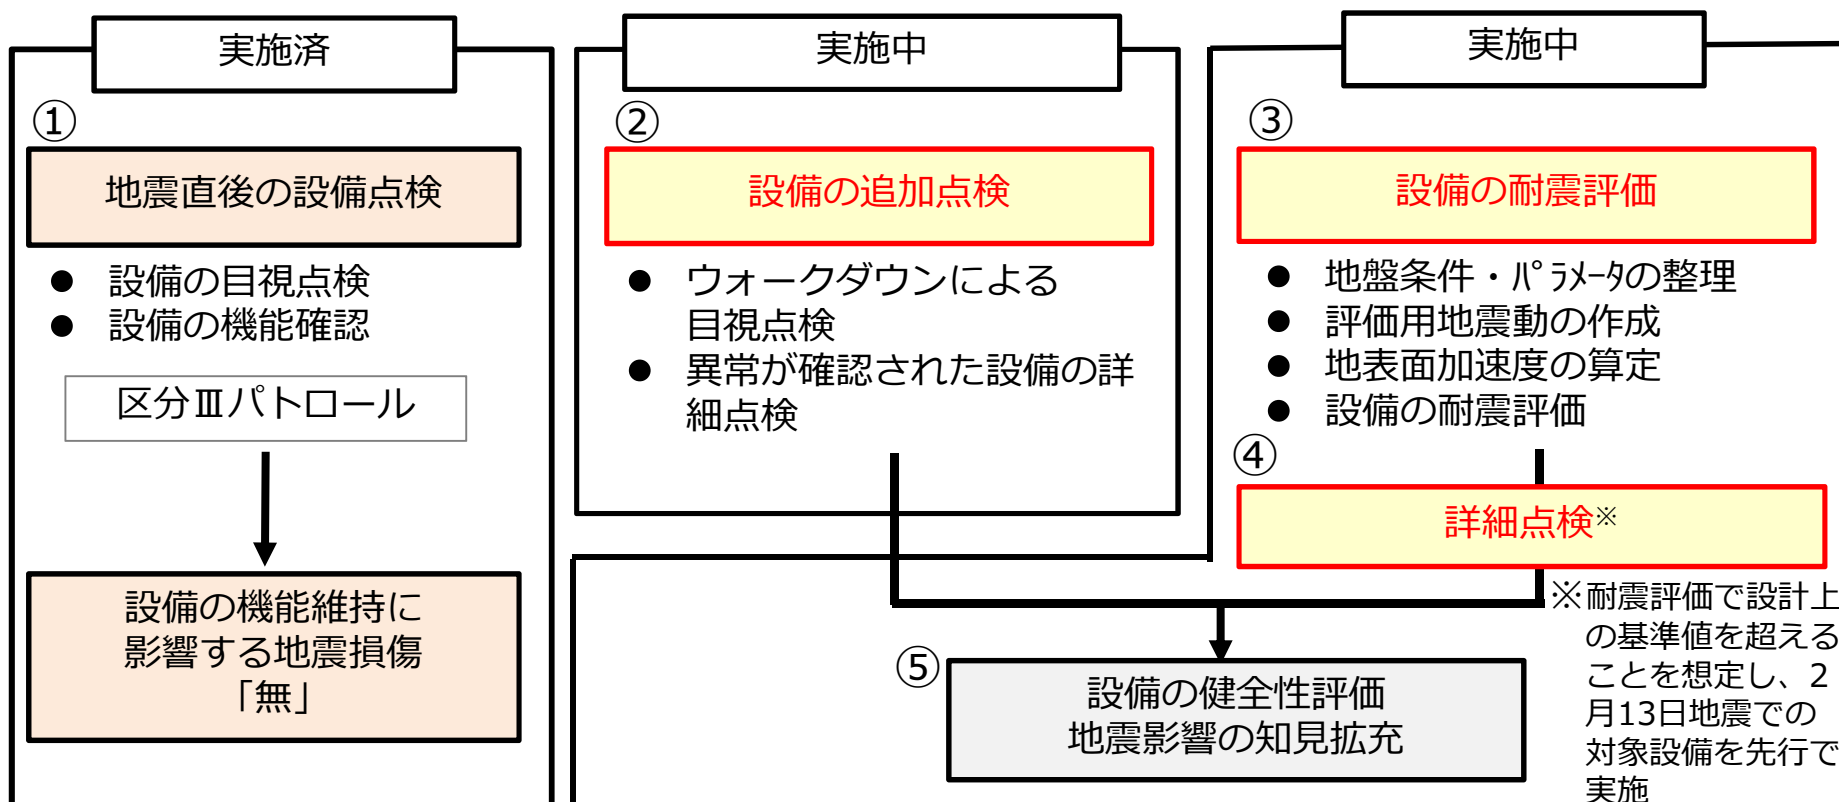 実施済
①
地震直後の設備点検
● 設備の目視点検
● 設備の機能確認
区分Ⅲパトロール
設備の機能維持に
影響する地震損傷
「無」
実施中
②
設備の追加点検
● ウォークダウンによる
目視点検
● 異常が確認された設備の詳
細点検
実施中
③
設備の耐震評価
● 地盤条件・ﾊﾟﾗﾒｰﾀの整理
● 評価用地震動の作成
● 地表面加速度の算定
● 設備の耐震評価
④
詳細点検※
※耐震評価で設計上
の基準値を超える
ことを想定し、2
月13日地震での
対象設備を先行で
実施
⑤
設備の健全性評価
地震影響の知見拡充